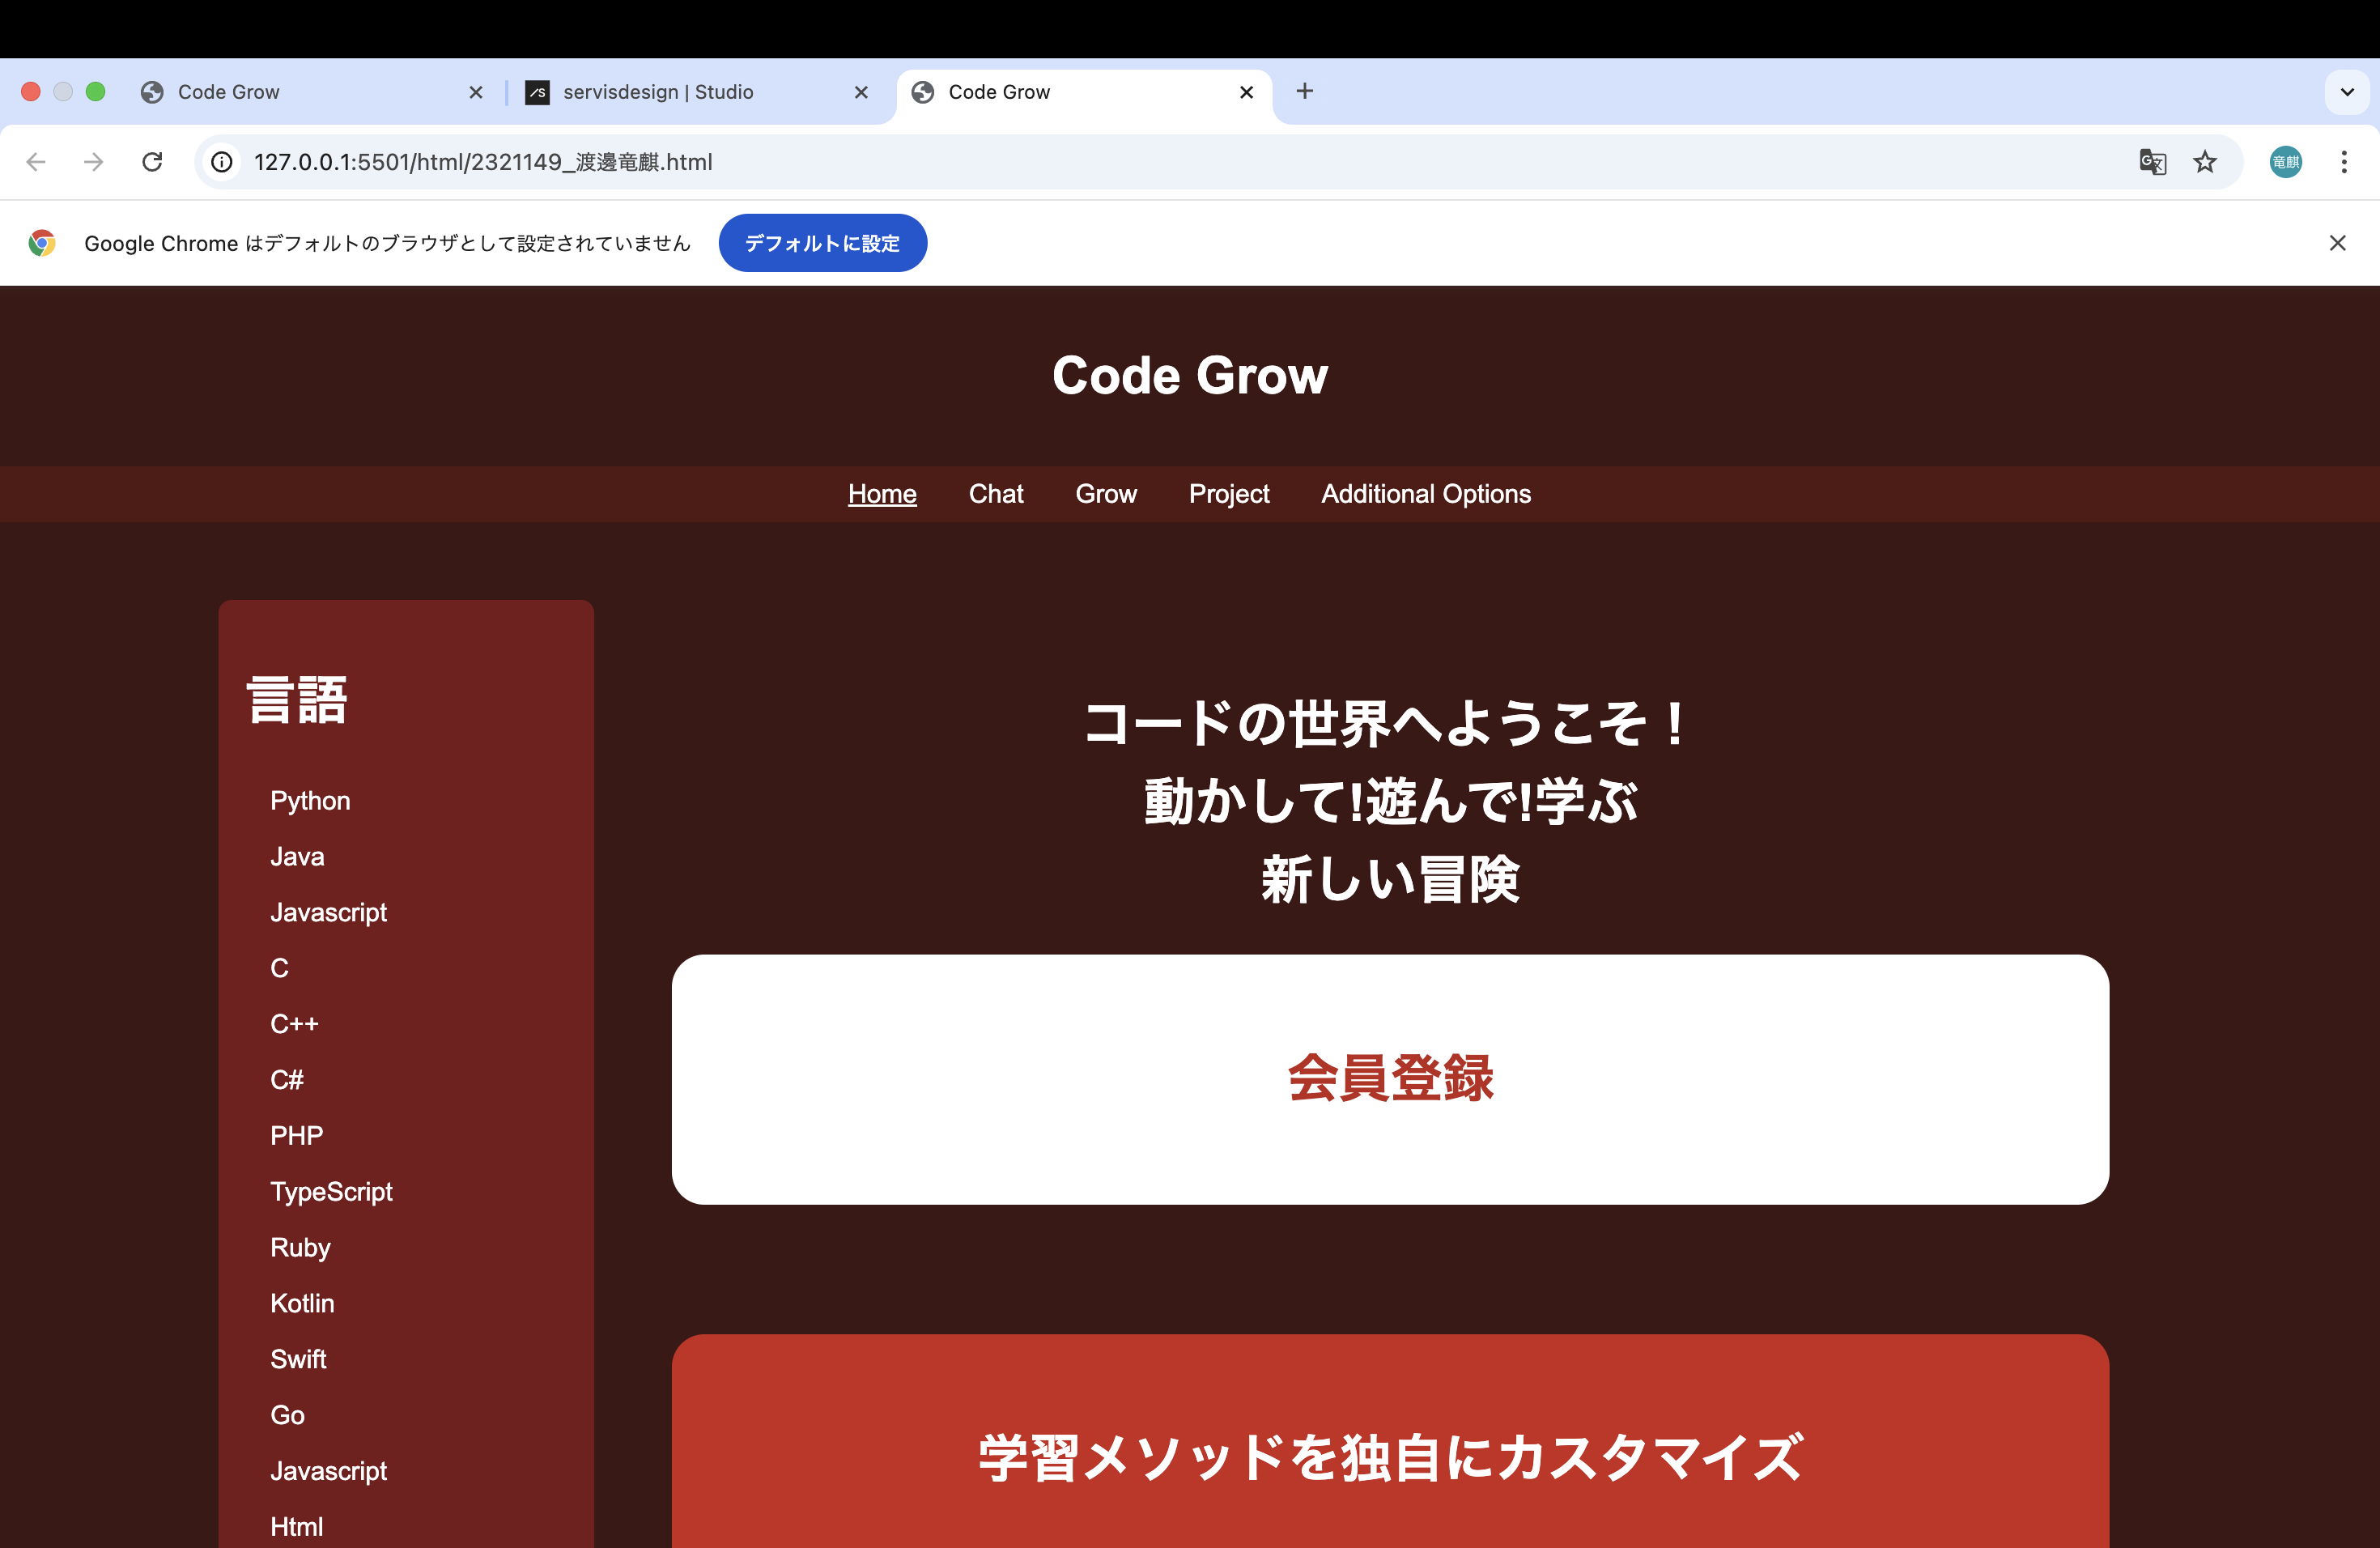 Code Grow
servisdesign | Studio
Code Grow
127.0.0.1:5501/html/2321149_渡邊竜麒.html
竜麒
Google Chrome はデフォルトのブラウザとして設定されていません
デフォルトに設定
Code Grow
Home Chat Grow Project Additional Options
言語
Python
Java
Javascript
C
C++
C#
PHP
TypeScript
Ruby
Kotlin
Swift
Go
Javascript
Html
コードの世界へようこそ！
動かして!遊んで!学ぶ
新しい冒険
会員登録
学習メソッドを独自にカスタマイズ